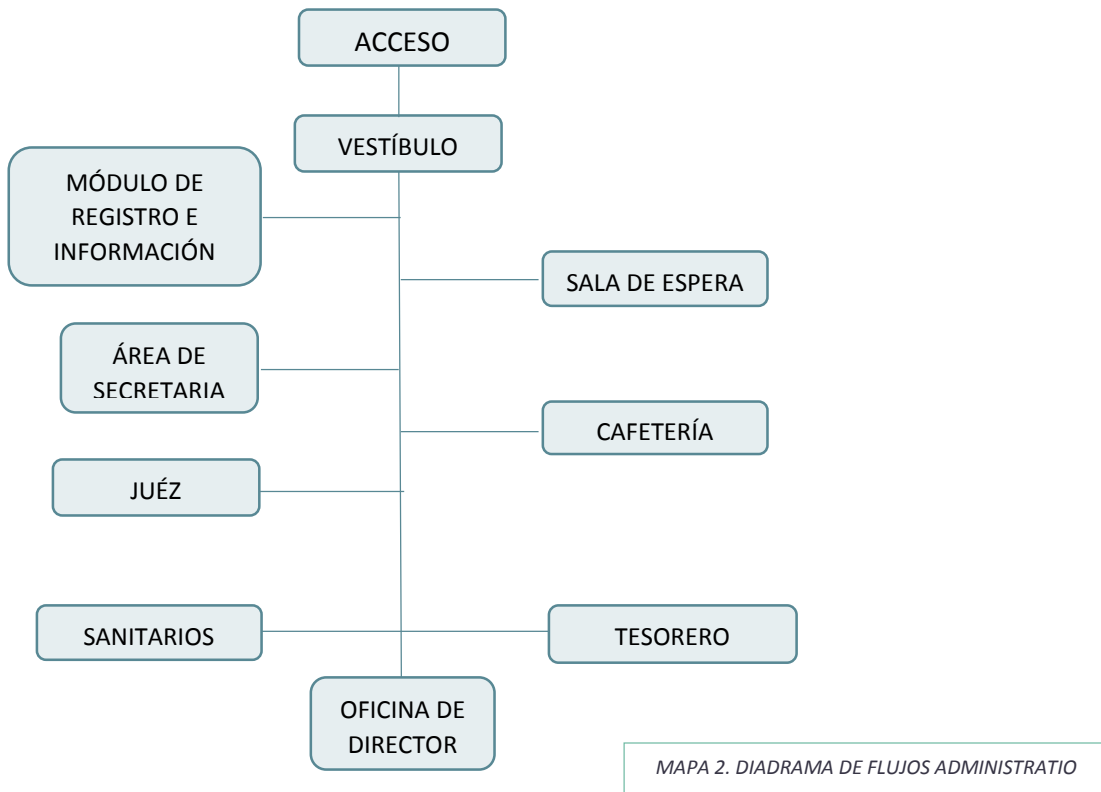 ACCESO
VESTÍBULO
MÓDULO DE
REGISTRO E
INFORMACIÓN
SALA DE ESPERA
ÁREA DE
SECRETARIA
CAFETERÍA
JUÉZ
SANITARIOS
TESORERO
OFICINA DE
DIRECTOR
MAPA 2. DIADRAMA DE FLUJOS ADMINISTRATIO